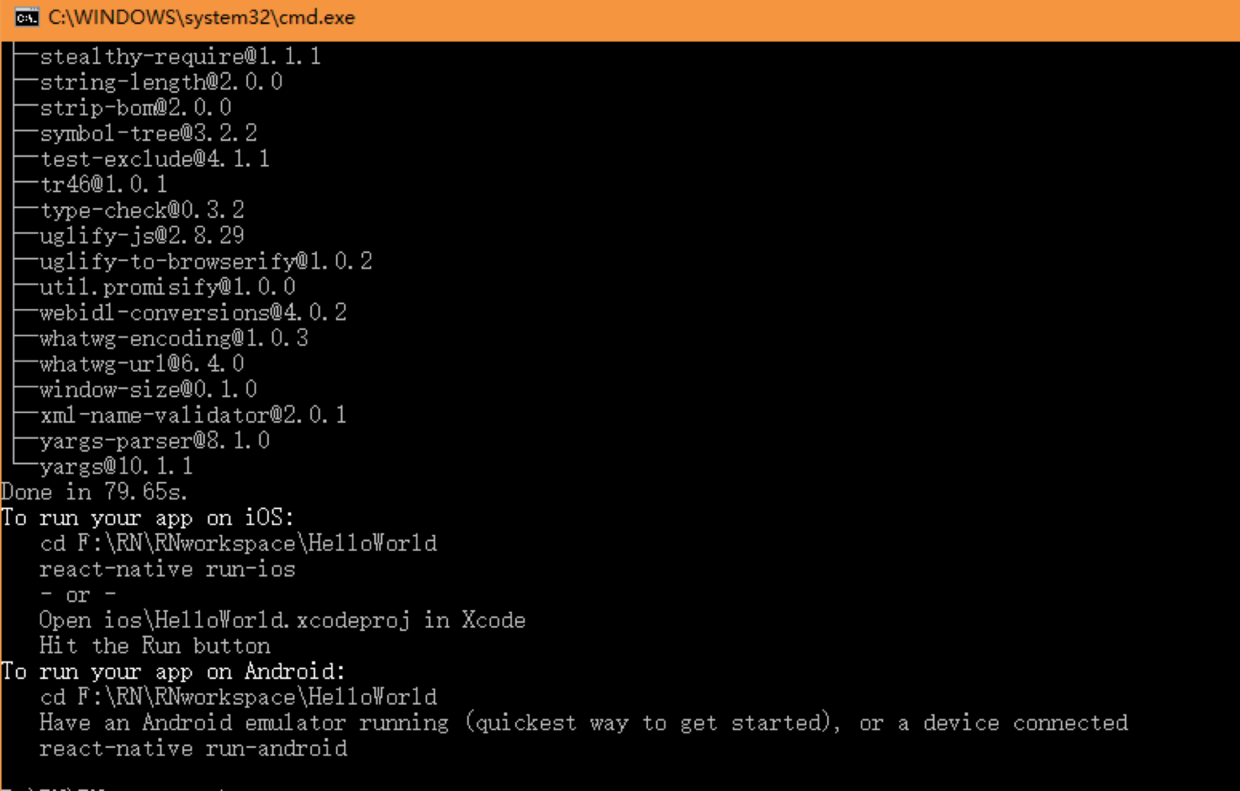 C:\WINDOWS\system32\cmd.exe
├─stealthy-require@1.1.1
├─string-length@2.0.0
├─strip-bom@2.0.0
├─symbol-tree@3.2.2
├─test-exclude@4.1.1
├─tr46@1.0.1
├─type-check@0.3.2
├─uglify-js@2.8.29
├─uglify-to-browserify@1.0.2
├─util.promisify@1.0.0
├─webidl-conversions@4.0.2
├─whatwg-encoding@1.0.3
├─whatwg-url@6.4.0
├─window-size@0.1.0
├─xml-name-validator@2.0.1
├─yargs-parser@8.1.0
└─yargs@10.1.1
Done in 79.65s.
To run your app on iOS:
cd F:\RN\RNworkspace\HelloWorld
react-native run-ios
- or -
Open ios\HelloWorld.xcodeproj in Xcode
Hit the Run button
To run your app on Android:
cd F:\RN\RNworkspace\HelloWorld
Have an Android emulator running (quickest way to get started), or a device connected
react-native run-android